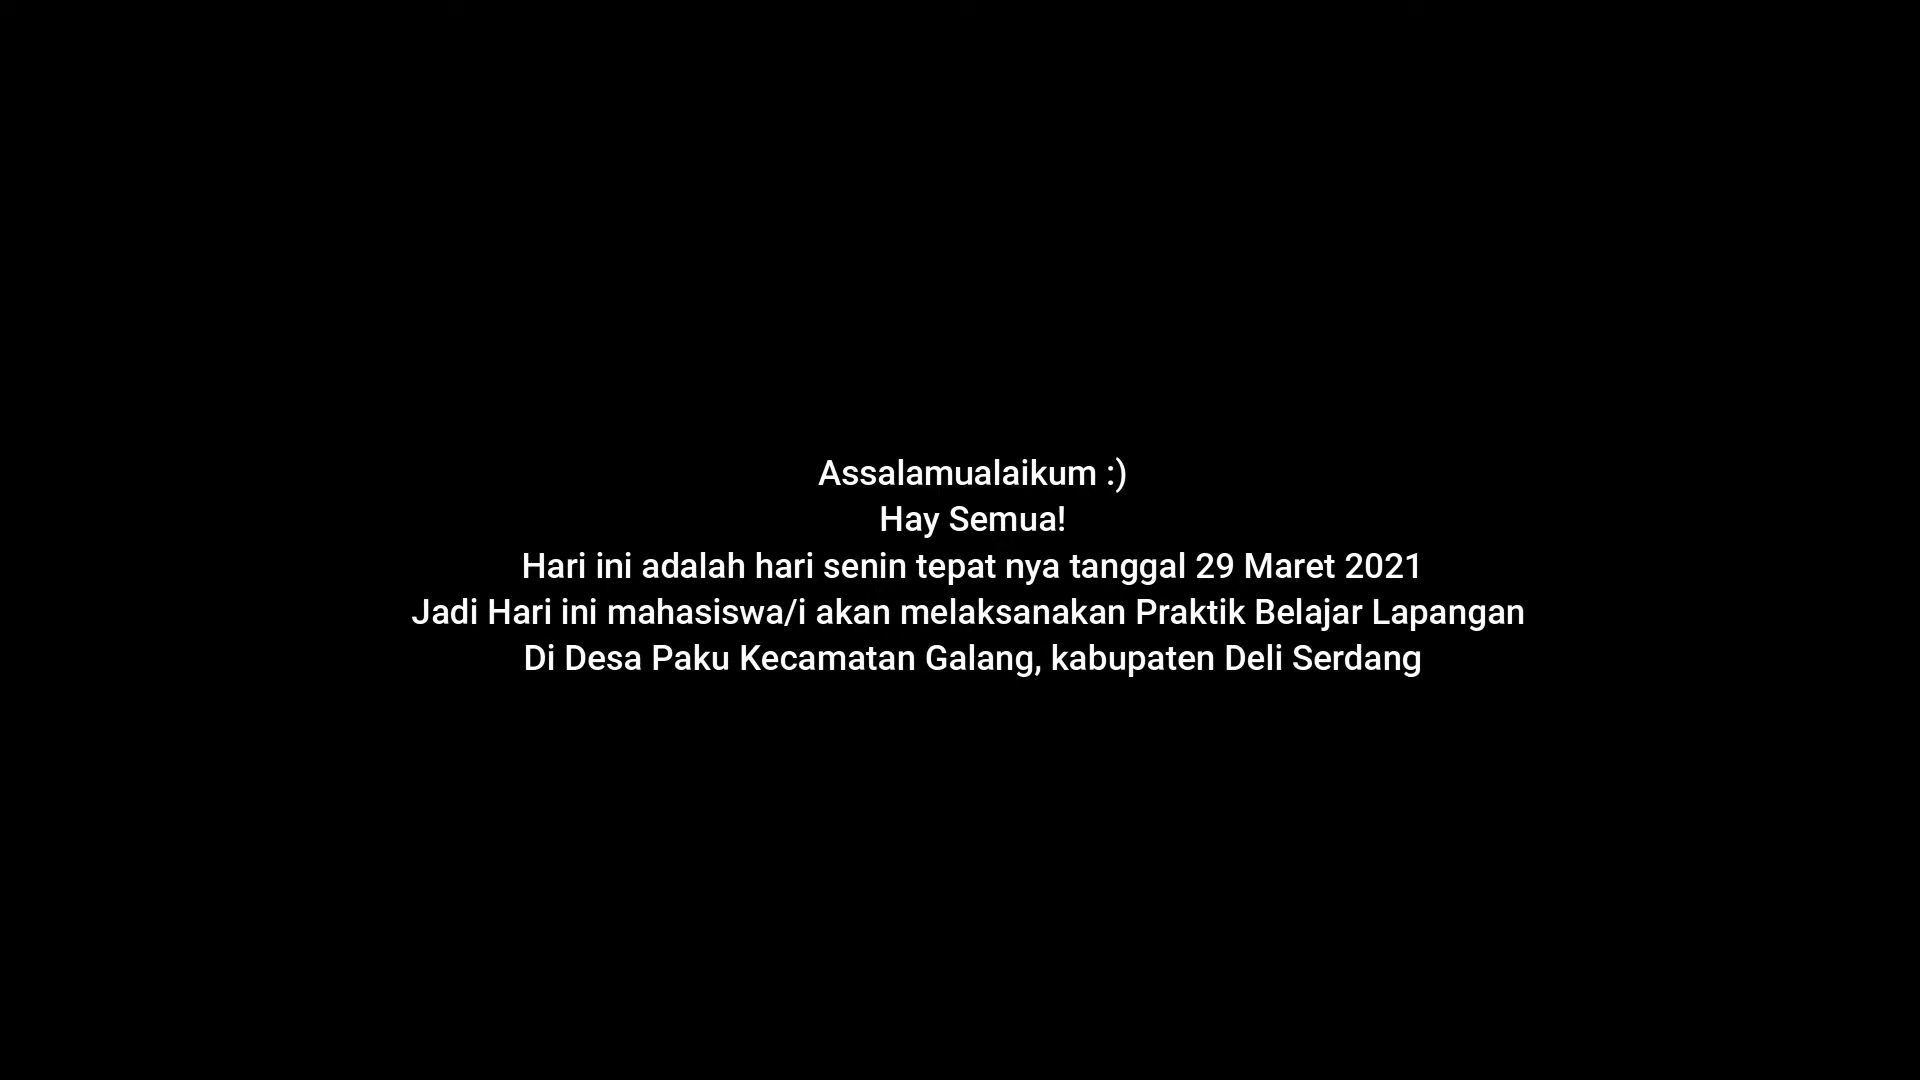 Assalamualaikum :)
Hay Semua!
Hari ini adalah hari senin tepat nya tanggal 29 Maret 2021
Jadi Hari ini mahasiswa/i akan melaksanakan Praktik Belajar Lapangan
Di Desa Paku Kecamatan Galang, kabupaten Deli Serdang